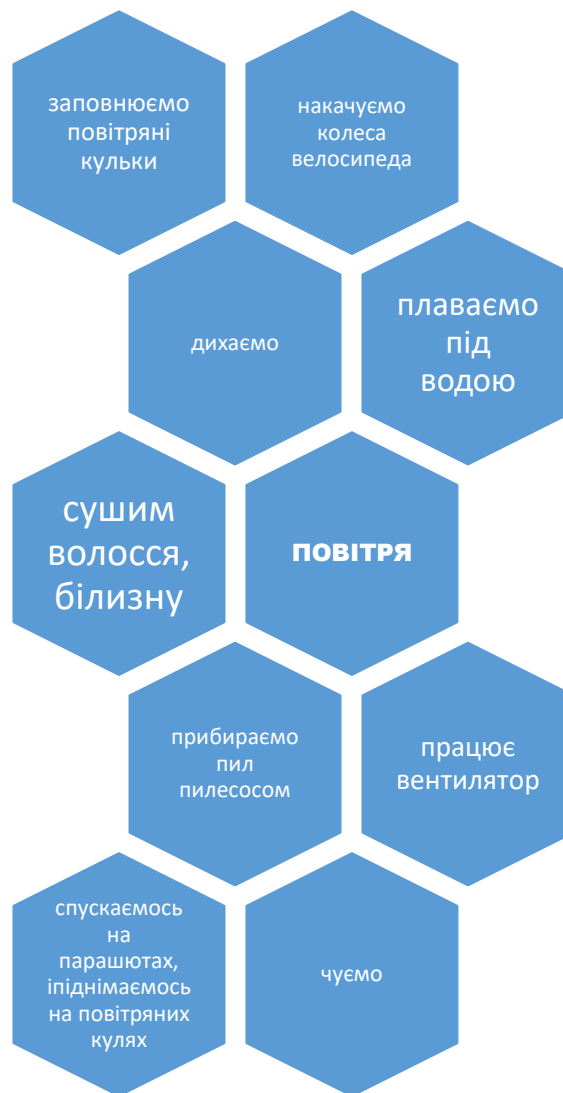 заповнюємо
повітряні
кульки
накачуємо
колеса
велосипеда
дихаємо
плаваємо
під
водою
сушим
волосся,
білизну
ПОВІТРЯ
прибираємо
пил
пилесосом
працює
вентилятор
спускаємось
на
парашютах,
іпіднімаємось
на повітряних
кулях
чуємо